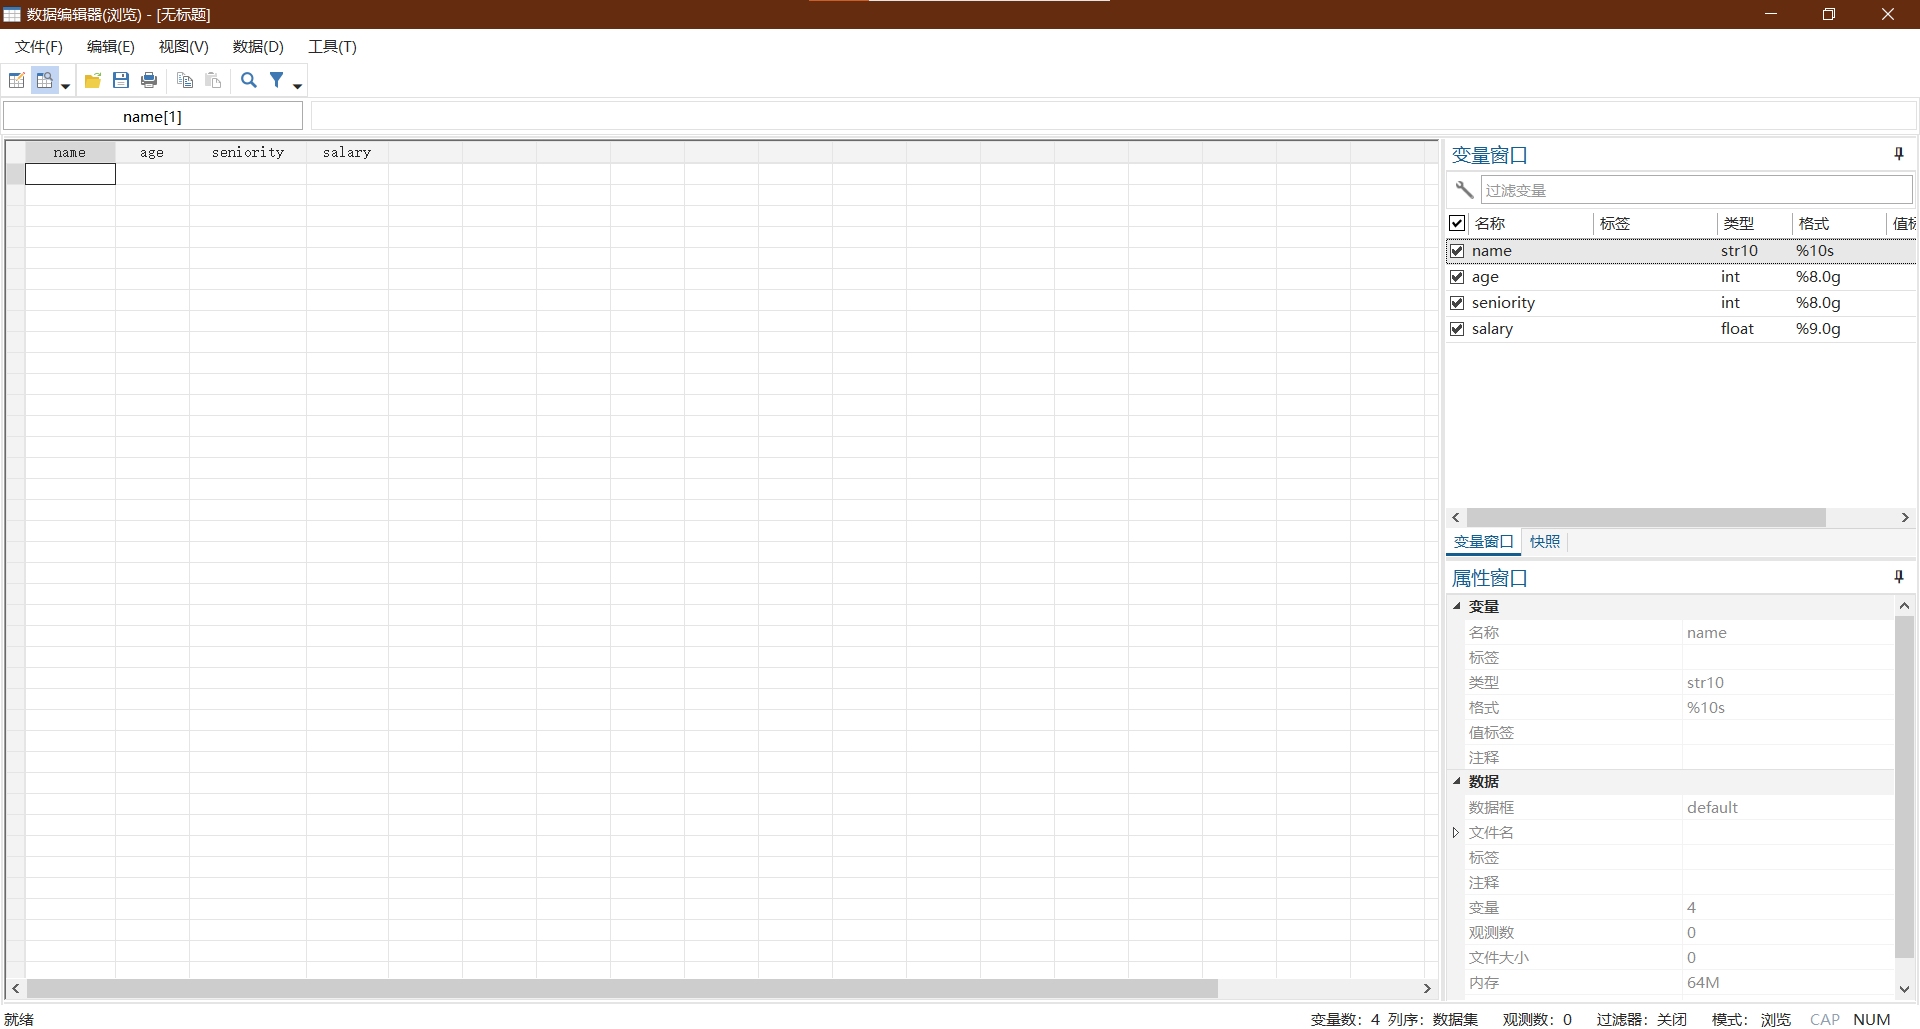 数据编辑器(浏览) - [无标题]
文件(F) 编辑(E) 视图(V) 数据(D) 工具(T)
name[1]
name age seniority salary
变量窗口
过滤变量
名称 标签 类型 格式 值标
name str10 %10s
age int %8.0g
seniority int %8.0g
salary float %9.0g
变量窗口 快照
属性窗口
变量
名称 name
标签
类型 str10
格式 %10s
值标签
注释
数据
数据框 default
文件名
标签
注释
变量 4
观测数 0
文件大小 0
内存 64M
就绪 变量数: 4 列序: 数据集 观测数: 0 过滤器: 关闭 模式: 浏览 CAP NUM